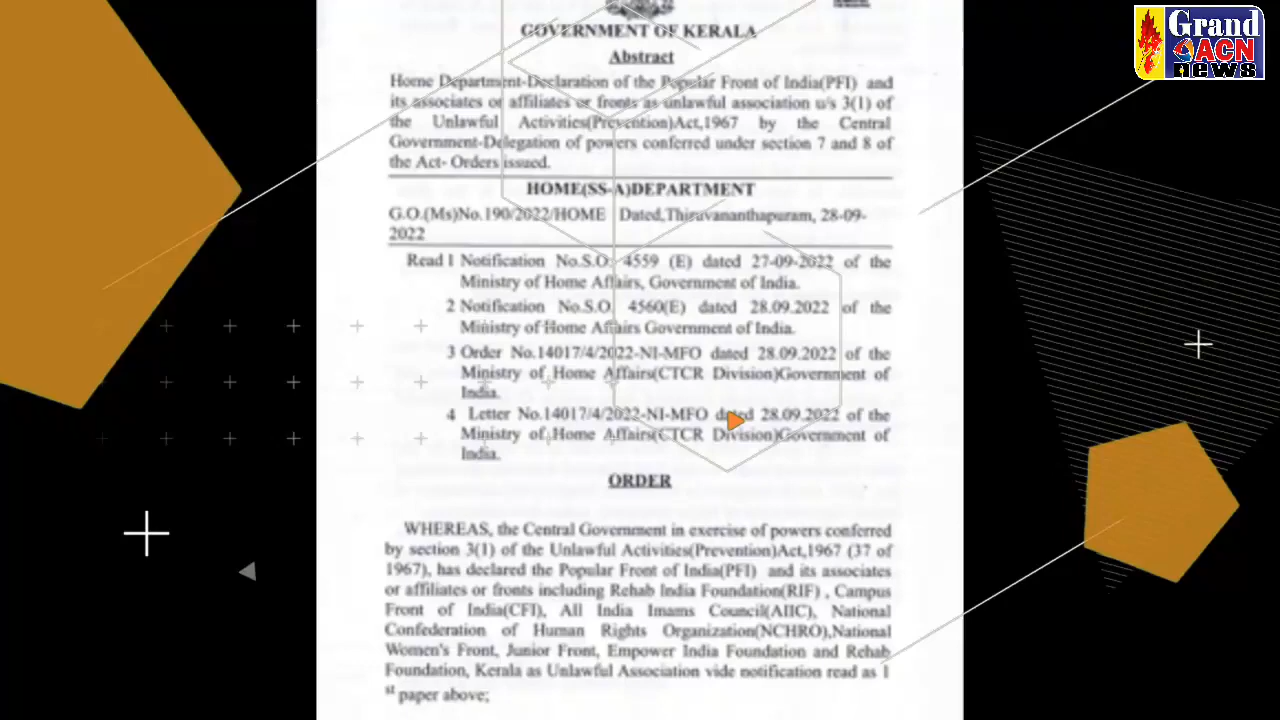 Grand
ACN
news
GOVERNMENT OF KERALA
Abstract
Home Department-Declaration of the Popular Front of India(PFI) and
its associates or affiliates or fronts as unlawful association u/s 3(1) of
the Unlawful Activities(Prevention)Act,1967 by the Central
Government-Delegation of powers conferred under section 7 and 8 of
the Act- Orders issued.
HOME(SS-A)DEPARTMENT
G.O.(Ms)No.190/2022/HOME Dated,Thiruvananthapuram, 28-09-
2022
Read 1 Notification No.S.O. 4559 (E) dated 27-09-2022 of the
Ministry of Home Affairs, Government of India.
2 Notification No.S.O. 4560(E) dated 28.09.2022 of the
Ministry of Home Affairs Government of India.
3 Order No.14017/4/2022-NI-MFO dated 28.09.2022 of the
Ministry of Home Affairs(CTCR Division)Government of
India.
4 Letter No.14017/4/2022-NI-MFO dated 28.09.2022 of the
Ministry of Home Affairs(CTCR Division)Government of
India.
ORDER
WHEREAS, the Central Government in exercise of powers conferred
by section 3(1) of the Unlawful Activities(Prevention)Act,1967 (37 of
1967), has declared the Popular Front of India(PFI) and its associates
or affiliates or fronts including Rehab India Foundation(RIF) , Campus
Front of India(CFI), All India Imams Council(AIIC), National
Confederation of Human Rights Organization(NCHRO),National
Women's Front, Junior Front, Empower India Foundation and Rehab
Foundation, Kerala as Unlawful Association vide notification read as 1
st paper above;